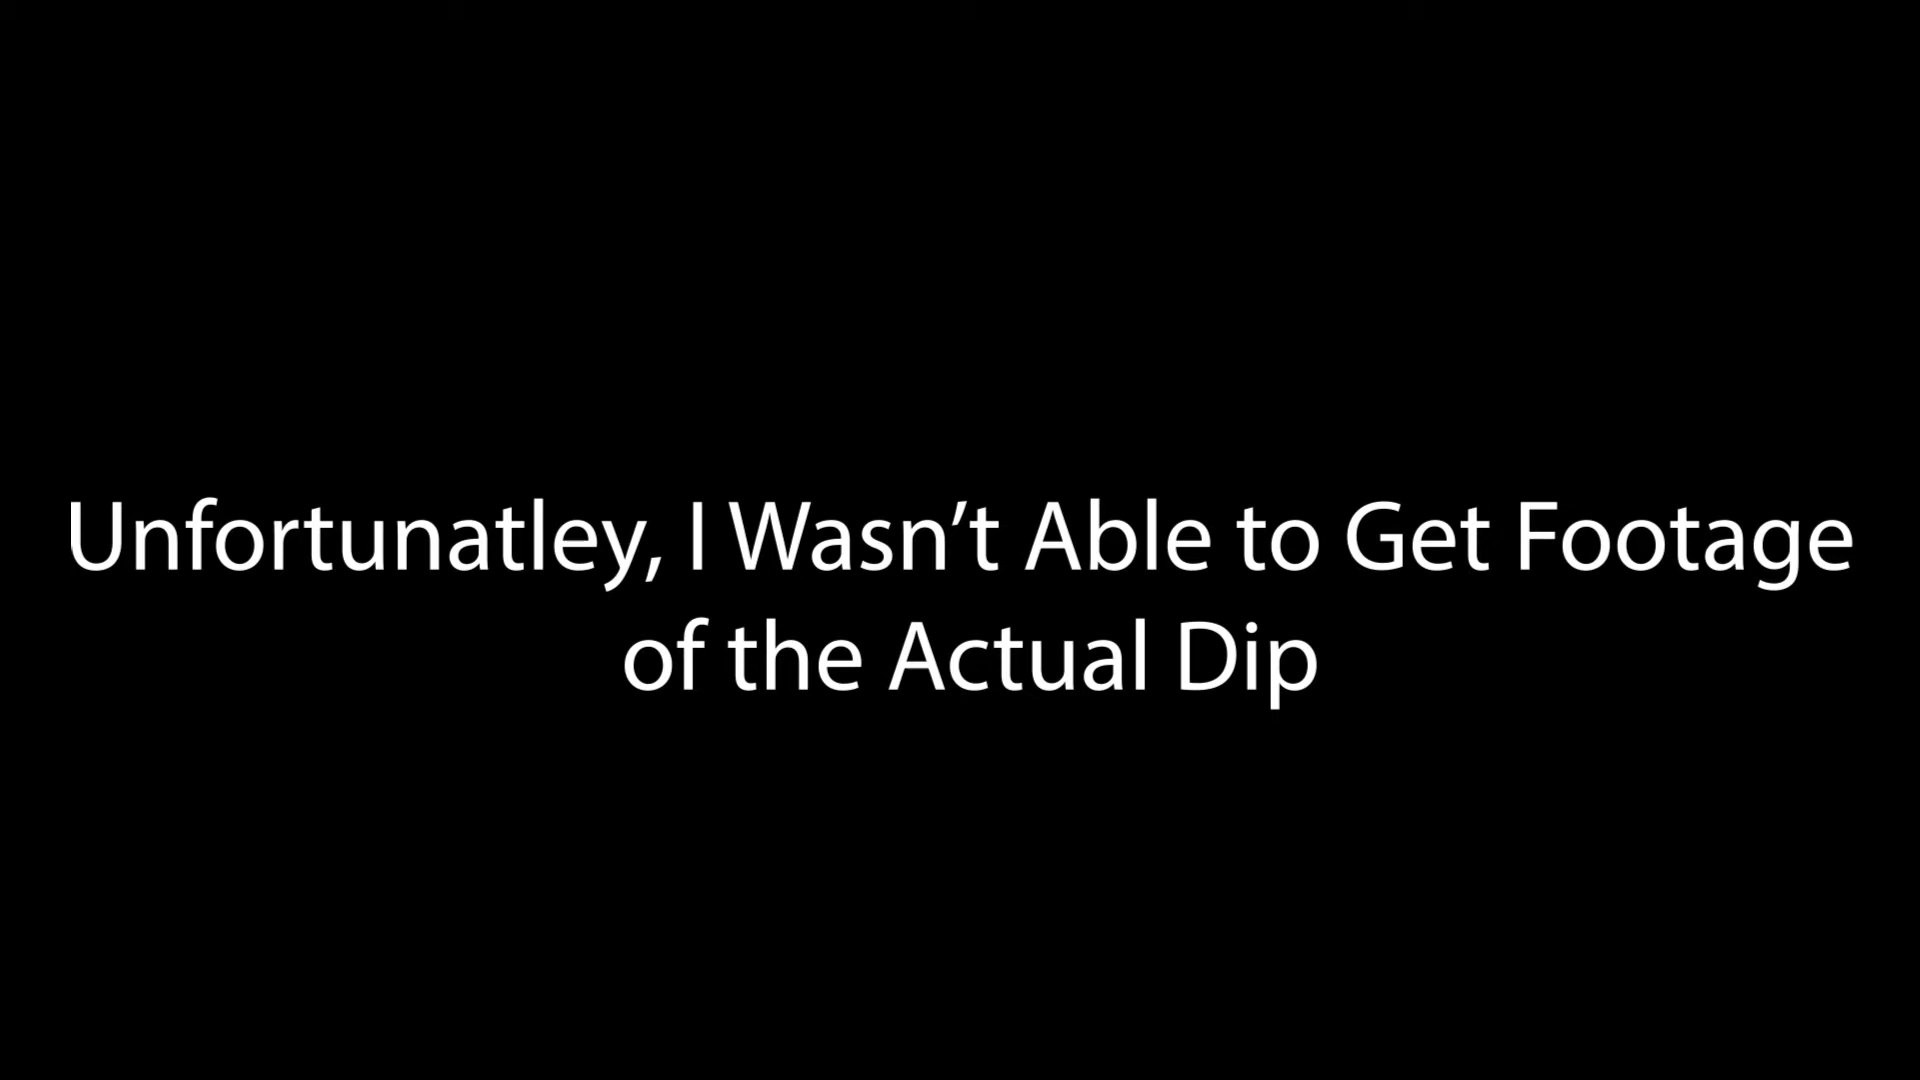 Unfortunatley, I Wasn’t Able to Get Footage
of the Actual Dip